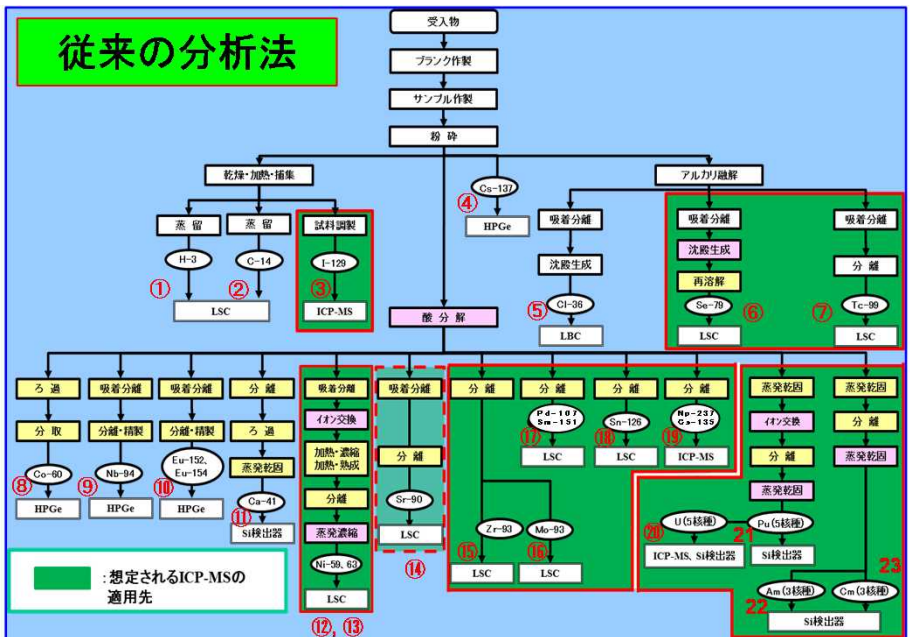 従来の分析法
受入物
ブランク作製
サンプル作製
粉砕
乾燥・加熱・捕集
アルカリ融解
蒸留
蒸留
試料調製
H-3
C-14
I-129
①
②
③
LSC
ICP-MS
④
Cs-137
HPGe
吸着分離
沈殿生成
⑤
Cl-36
LBC
吸着分離
沈殿生成
再溶解
Se-79
⑥
LSC
吸着分離
分離
⑦
Tc-99
LSC
酸分解
ろ過
分取
⑧
Co-60
HPGe
吸着分離
分離・精製
⑨
Nb-94
HPGe
吸着分離
分離・精製
Eu-152、
Eu-154
⑩
HPGe
分離
ろ過
蒸発乾固
Ca-41
⑪
Si検出器
吸着分離
イオン交換
加熱・濃縮
加熱・熟成
分離
蒸発濃縮
Ni-59、63
LSC
⑫, ⑬
吸着分離
分離
Sr-90
LSC
⑭
分離
Zr-93
⑮
LSC
Mo-93
⑯
LSC
分離
Pd-107
Sm-151
⑰
LSC
分離
Sn-126
⑱
LSC
分離
Np-237
Cs-135
⑲
ICP-MS
蒸発乾固
イオン交換
分離
蒸発乾固
U(5核種)
Pu(5核種)
⑳
21
ICP-MS、Si検出器
Si検出器
蒸発乾固
分離
蒸発乾固
23
Am(3核種)
Cm(3核種)
22
Si検出器
:想定されるICP-MSの
適用先